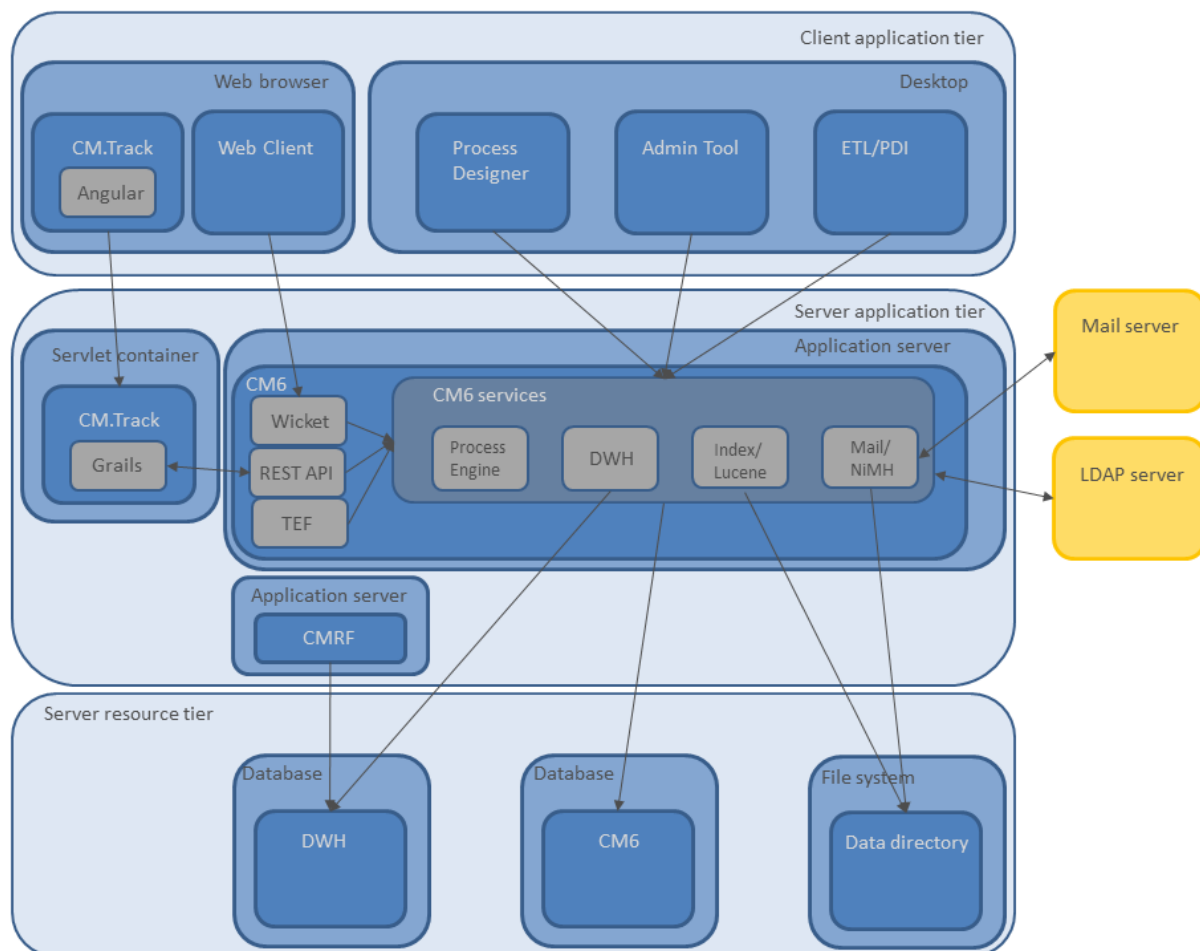 Client application tier
Web browser
Desktop
CM.Track
Angular
Web Client
Process
Designer
Admin Tool
ETL/PDI
Server application tier
Servlet container
Application server
CM.Track
Grails
CM6
Wicket
REST API
TEF
CM6 services
Process
Engine
DWH
Index/
Lucene
Mail/
NiMH
Mail server
LDAP server
Application server
CMRF
Server resource tier
Database
DWH
Database
CM6
File system
Data directory